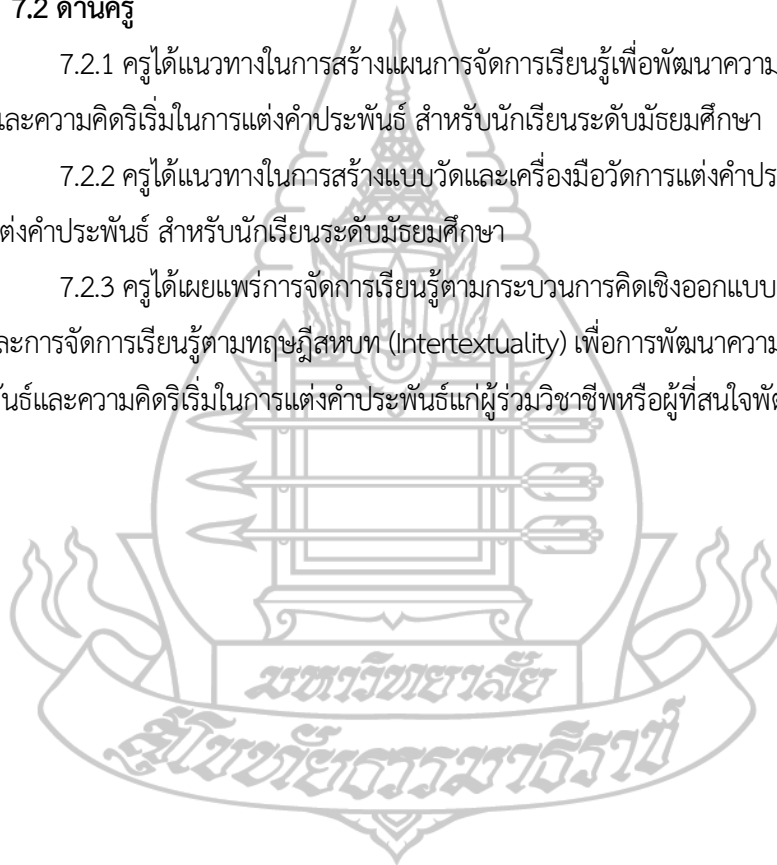 7.2 ด้านครู
7.2.1 ครูได้แนวทางในการสร้างแผนการจัดการเรียนรู้เพื่อพัฒนาความ
และความคิดริเริ่มในการแต่งคำประพันธ์ สำหรับนักเรียนระดับมัธยมศึกษา
7.2.2 ครูได้แนวทางในการสร้างแบบวัดและเครื่องมือวัดการแต่งคำประ
แต่งคำประพันธ์ สำหรับนักเรียนระดับมัธยมศึกษา
7.2.3 ครูได้เผยแพร่การจัดการเรียนรู้ตามกระบวนการคิดเชิงออกแบบ
และการจัดการเรียนรู้ตามทฤษฎีสหบท (Intertextuality) เพื่อการพัฒนาความ
พันธ์และความคิดริเริ่มในการแต่งคำประพันธ์แก่ผู้ร่วมวิชาชีพหรือผู้ที่สนใจพัฒ
มหาวิทยาลัย
สุโขทัยธรรมาธิราช